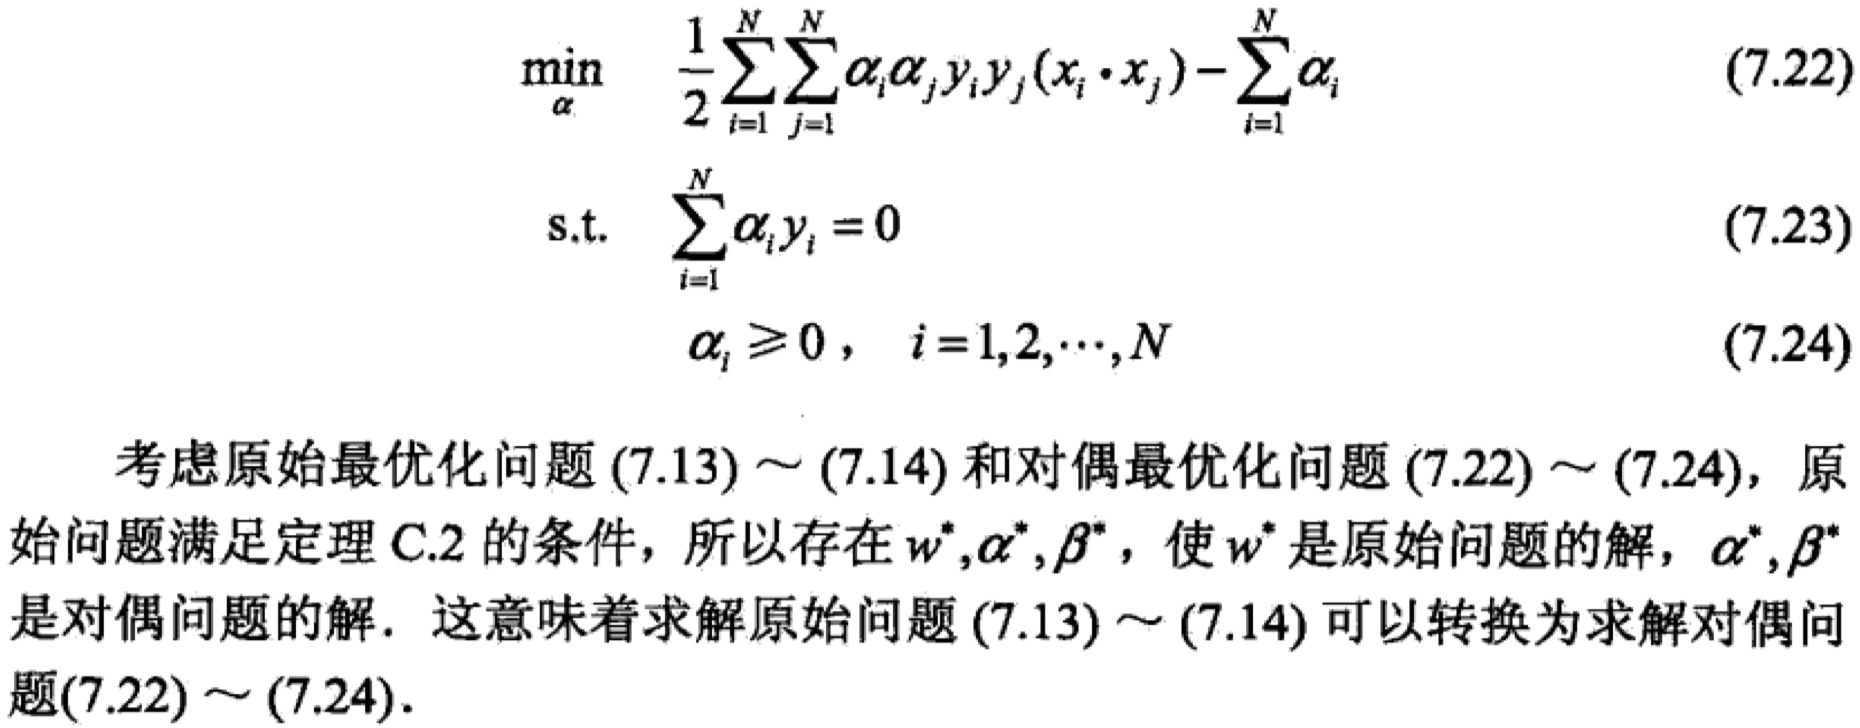 min_α 1/2 ∑_{i=1}^{N} ∑_{j=1}^{N} α_i α_j y_i y_j (x_i • x_j) − ∑_{i=1}^{N} α_i (7.22)
s.t. ∑_{i=1}^{N} α_i y_i = 0 (7.23)
α_i ⩾ 0， i = 1,2,⋯,N (7.24)
考虑原始最优化问题 (7.13) ～ (7.14) 和对偶最优化问题 (7.22) ～ (7.24)，原
始问题满足定理 C.2 的条件，所以存在 w*,α*,β*，使 w* 是原始问题的解，α*,β*
是对偶问题的解．这意味着求解原始问题 (7.13) ～ (7.14) 可以转换为求解对偶问
题(7.22) ～ (7.24)．